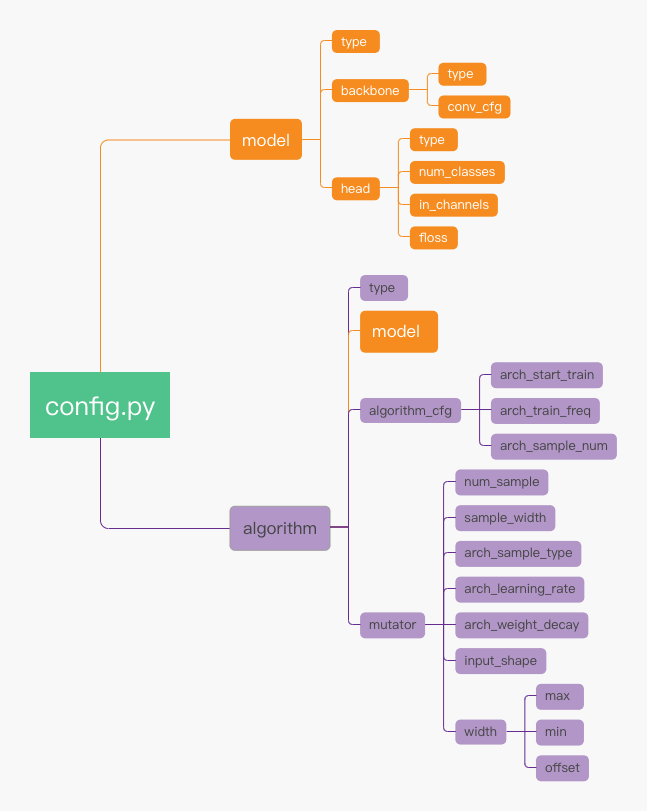 type
backbone
type
conv_cfg
model
head
type
num_classes
in_channels
floss
config.py
algorithm
type
model
algorithm_cfg
arch_start_train
arch_train_freq
arch_sample_num
mutator
num_sample
sample_width
arch_sample_type
arch_learning_rate
arch_weight_decay
input_shape
width
max
min
offset